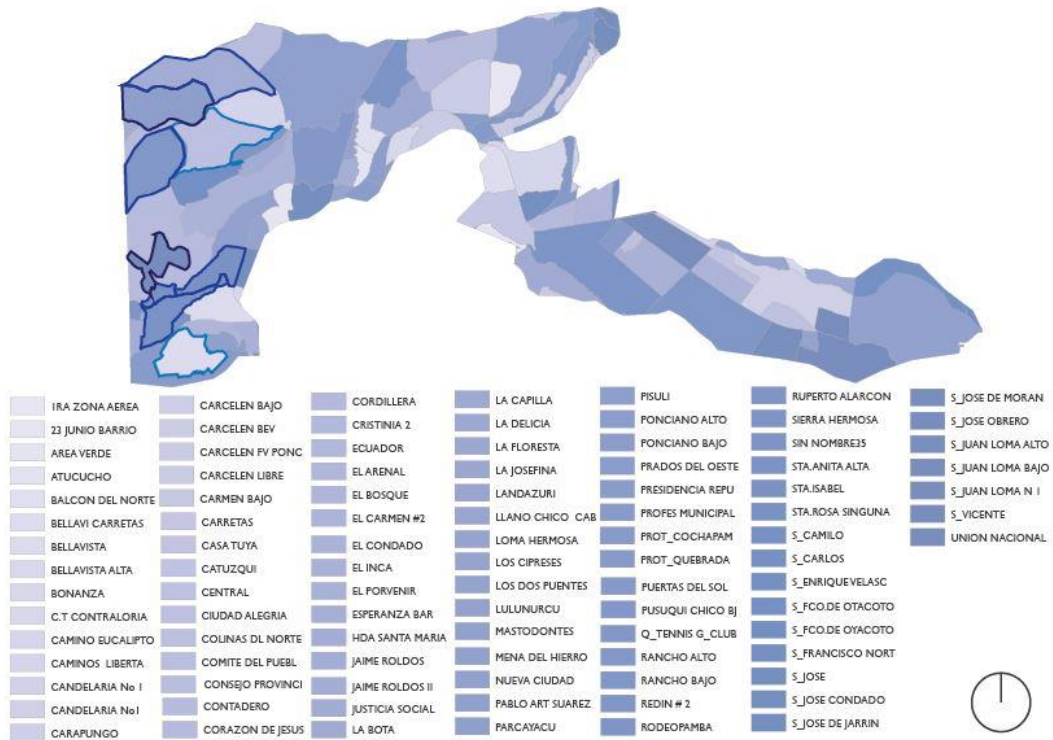 1RA ZONA AEREA
23 JUNIO BARRIO
AREA VERDE
ATUCUCHO
BALCON DEL NORTE
BELLAVI CARRETAS
BELLAVISTA
BELLAVISTA ALTA
BONANZA
C.T CONTRALORIA
CAMINO EUCALIPTO
CAMINOS LIBERTA
CANDELARIA No 1
CANDELARIA No1
CARAPUNGO
CARCELEN BAJO
CARCELEN BEV
CARCELEN FV PONC
CARCELEN LIBRE
CARMEN BAJO
CARRETAS
CASA TUYA
CATUZQUI
CENTRAL
CIUDAD ALEGRIA
COLINAS DL NORTE
COMITE DEL PUEBL
CONSEJO PROVINCI
CONTADERO
CORAZON DE JESUS
CORDILLERA
CRISTINIA 2
ECUADOR
EL ARENAL
EL BOSQUE
EL CARMEN #2
EL CONDADO
EL INCA
EL PORVENIR
ESPERANZA BAR
HDA SANTA MARIA
JAIME ROLDOS
JAIME ROLDOS II
JUSTICIA SOCIAL
LA BOTA
LA CAPILLA
LA DELICIA
LA FLORESTA
LA JOSEFINA
LANDAZURI
LLANO CHICO CAB
LOMA HERMOSA
LOS CIPRESES
LOS DOS PUENTES
LULUNURCU
MASTODONTES
MENA DEL HIERRO
NUEVA CIUDAD
PABLO ART SUAREZ
PARCAYACU
PISULI
PONCIANO ALTO
PONCIANO BAJO
PRADOS DEL OESTE
PRESIDENCIA REPU
PROFES MUNICIPAL
PROT_COCHAPAM
PROT_QUEBRADA
PUERTAS DEL SOL
PUSUQUI CHICO BJ
Q_TENNIS G_CLUB
RANCHO ALTO
RANCHO BAJO
REDIN # 2
RODEOPAMBA
RUPERTO ALARCON
SIERRA HERMOSA
SIN NOMBRE35
STA.ANITA ALTA
STA.ISABEL
STA.ROSA SINGUNA
S_CAMILO
S_CARLOS
S_ENRIQUE VELASC
S_FCO.DE OTACOTO
S_FCO.DE OYACOTO
S_FRANCISCO NORT
S_JOSE
S_JOSE CONDADO
S_JOSE DE JARRIN
S_JOSE DE MORAN
S_JOSE OBRERO
S_JUAN LOMA ALTO
S_JUAN LOMA BAJO
S_JUAN LOMA N 1
S_VICENTE
UNION NACIONAL